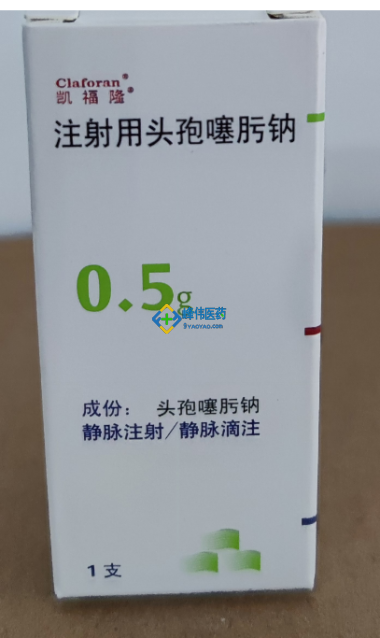 Claforan®
凯福隆®
注射用头孢噻肟钠
0.5g
蜂伟医药
9YAOYAO.com
成份: 头孢噻肟钠
静脉注射/静脉滴注
1支